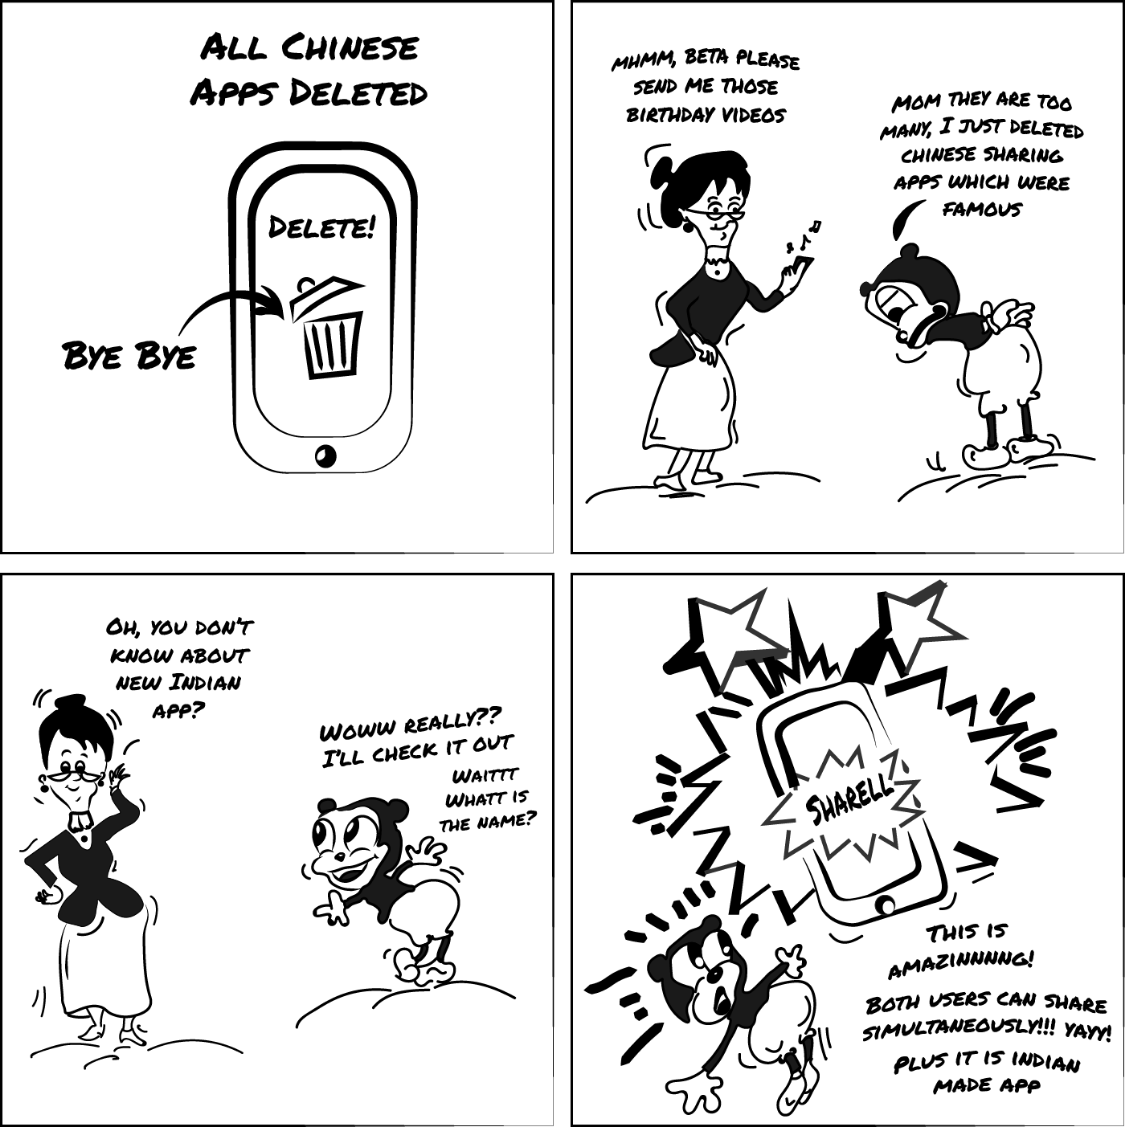 ALL CHINESE
APPS DELETED
DELETE!
BYE BYE
MHMM, BETA PLEASE
SEND ME THOSE
BIRTHDAY VIDEOS
MOM THEY ARE TOO
MANY, I JUST DELETED
CHINESE SHARING
APPS WHICH WERE
FAMOUS
OH, YOU DON'T
KNOW ABOUT
NEW INDIAN
APP?
WOWW REALLY??
I'LL CHECK IT OUT
WAITTT
WHATT IS
THE NAME?
SHARELL
THIS IS
AMAZINNNNG!
BOTH USERS CAN SHARE
SIMULTANEOUSLY!!! YAYY!
PLUS IT IS INDIAN
MADE APP